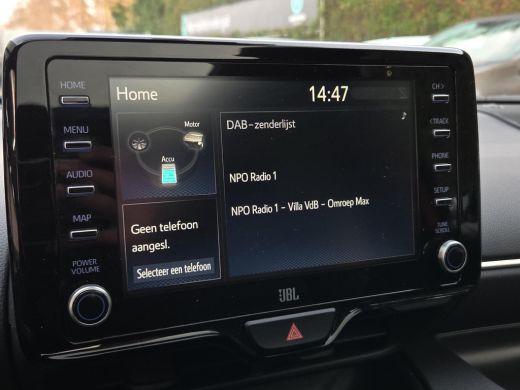 HOME
MENU
AUDIO
MAP
POWER
VOLUME
Home
14:47
Motor
Accu
Geen telefoon
aangesl.
Selecteer een telefoon
DAB-zenderlijst
NPO Radio 1
NPO Radio 1 - Villa VdB - Omroep Max
CH >
< TRACK
PHONE
SETUP
TUNE
SCROLL
JBL